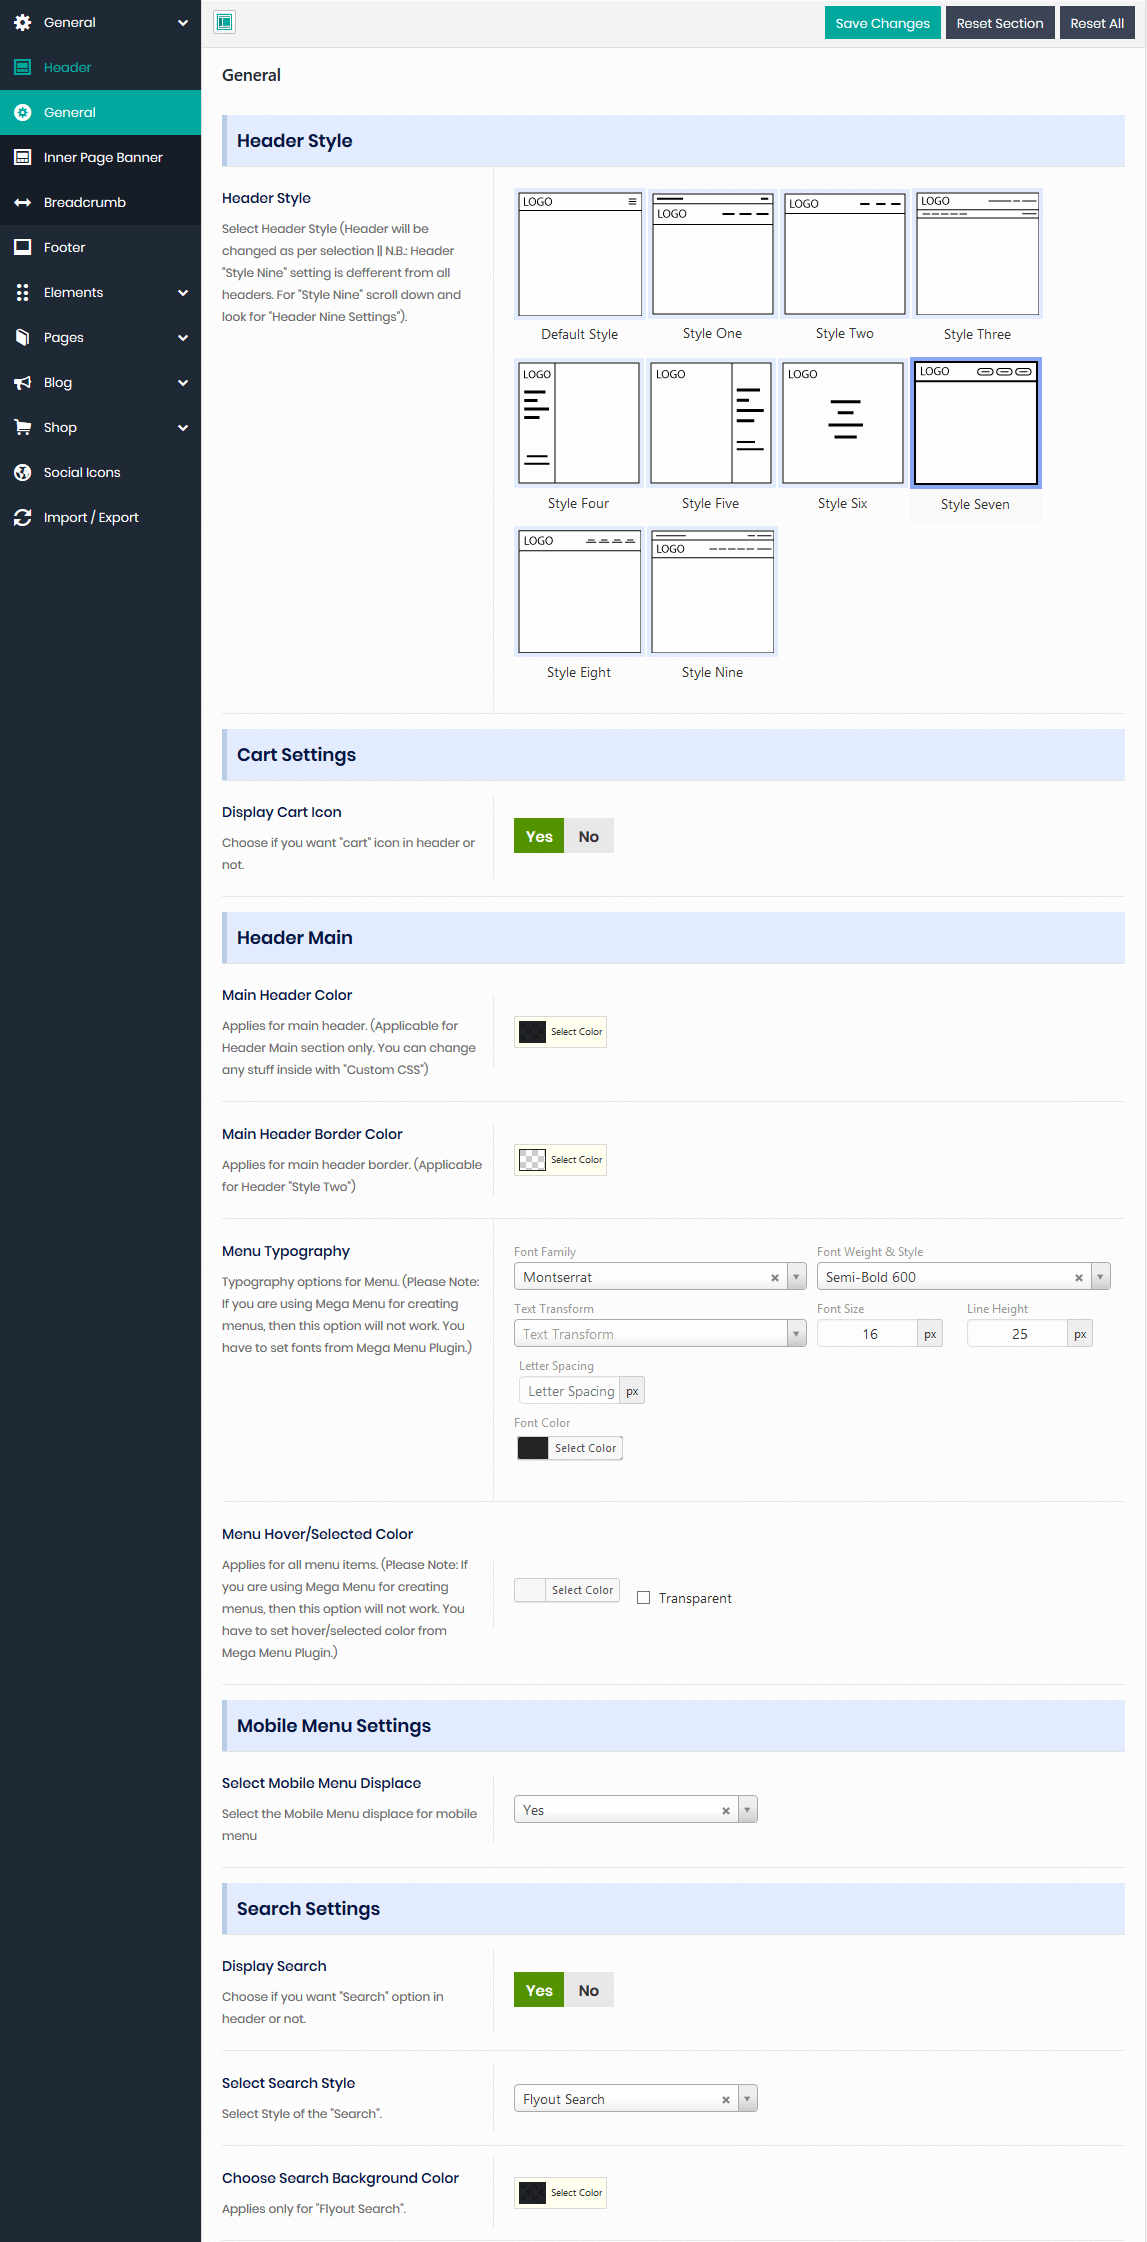 General
Header
General
Inner Page Banner
Breadcrumb
Footer
Elements
Pages
Blog
Shop
Social Icons
Import / Export
Save Changes
Reset Section
Reset All
General
Header Style
Header Style
Select Header Style (Header will be
changed as per selection || N.B.: Header
"Style Nine" setting is defferent from all
headers. For "Style Nine" scroll down and
look for "Header Nine Settings").
LOGO
LOGO
LOGO
LOGO
Default Style
Style One
Style Two
Style Three
LOGO
LOGO
LOGO
LOGO
Style Four
Style Five
Style Six
Style Seven
LOGO
LOGO
Style Eight
Style Nine
Cart Settings
Display Cart Icon
Choose if you want "cart" icon in header or
not.
Yes No
Header Main
Main Header Color
Applies for main header. (Applicable for
Header Main section only. You can change
any stuff inside with "Custom CSS")
Select Color
Main Header Border Color
Applies for main header border. (Applicable
for Header "Style Two")
Select Color
Menu Typography
Typography options for Menu. (Please Note:
If you are using Mega Menu for creating
menus, then this option will not work. You
have to set fonts from Mega Menu Plugin.)
Font Family
Font Weight & Style
Montserrat
Semi-Bold 600
Text Transform
Font Size
Line Height
Text Transform
16 px
25 px
Letter Spacing
Letter Spacing px
Font Color
Select Color
Menu Hover/Selected Color
Applies for all menu items. (Please Note: If
you are using Mega Menu for creating
menus, then this option will not work. You
have to set hover/selected color from
Mega Menu Plugin.)
Select Color
Transparent
Mobile Menu Settings
Select Mobile Menu Displace
Select the Mobile Menu displace for mobile
menu
Yes
Search Settings
Display Search
Choose if you want "Search" option in
header or not.
Yes No
Select Search Style
Select Style of the "Search".
Flyout Search
Choose Search Background Color
Applies only for "Flyout Search".
Select Color